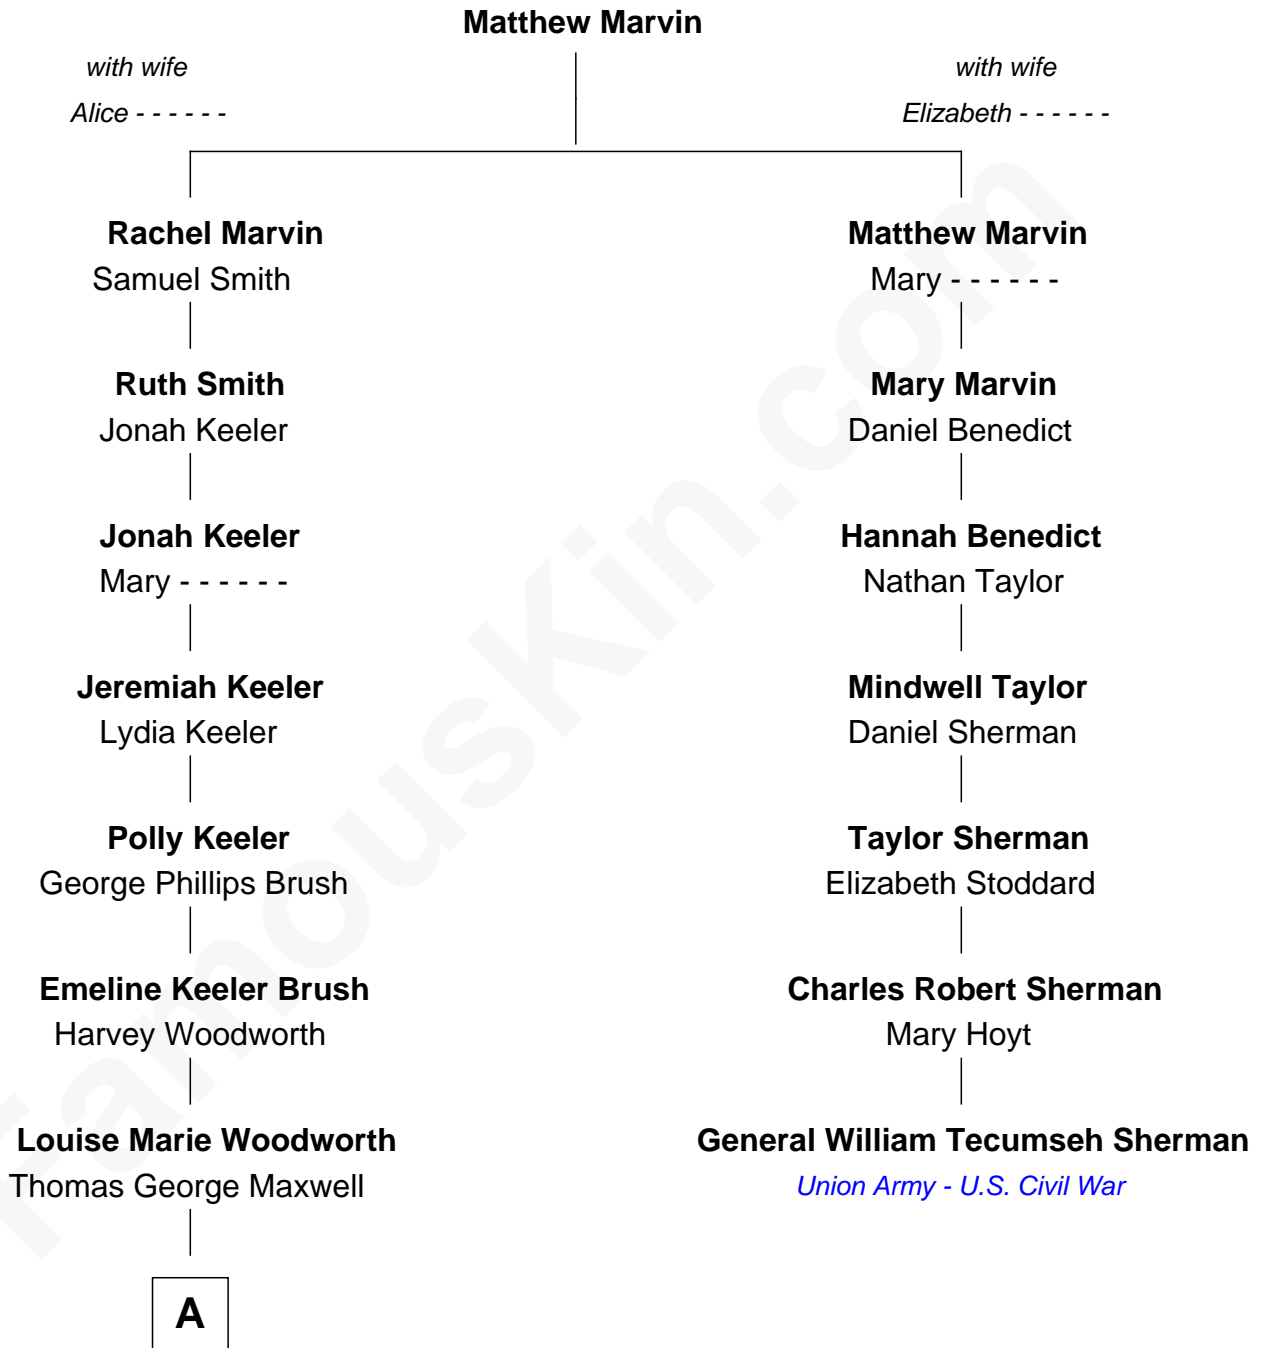 Matthew Marvin
with wife
Alice - - - - - -
with wife
Elizabeth - - - - - -
Rachel Marvin
Samuel Smith
Matthew Marvin
Mary - - - - - -
Ruth Smith
Jonah Keeler
Mary Marvin
Daniel Benedict
Jonah Keeler
Mary - - - - - -
Hannah Benedict
Nathan Taylor
Jeremiah Keeler
Lydia Keeler
Mindwell Taylor
Daniel Sherman
Polly Keeler
George Phillips Brush
Taylor Sherman
Elizabeth Stoddard
Emeline Keeler Brush
Harvey Woodworth
Charles Robert Sherman
Mary Hoyt
Louise Marie Woodworth
Thomas George Maxwell
General William Tecumseh Sherman
Union Army - U.S. Civil War
A
FamousKin.com